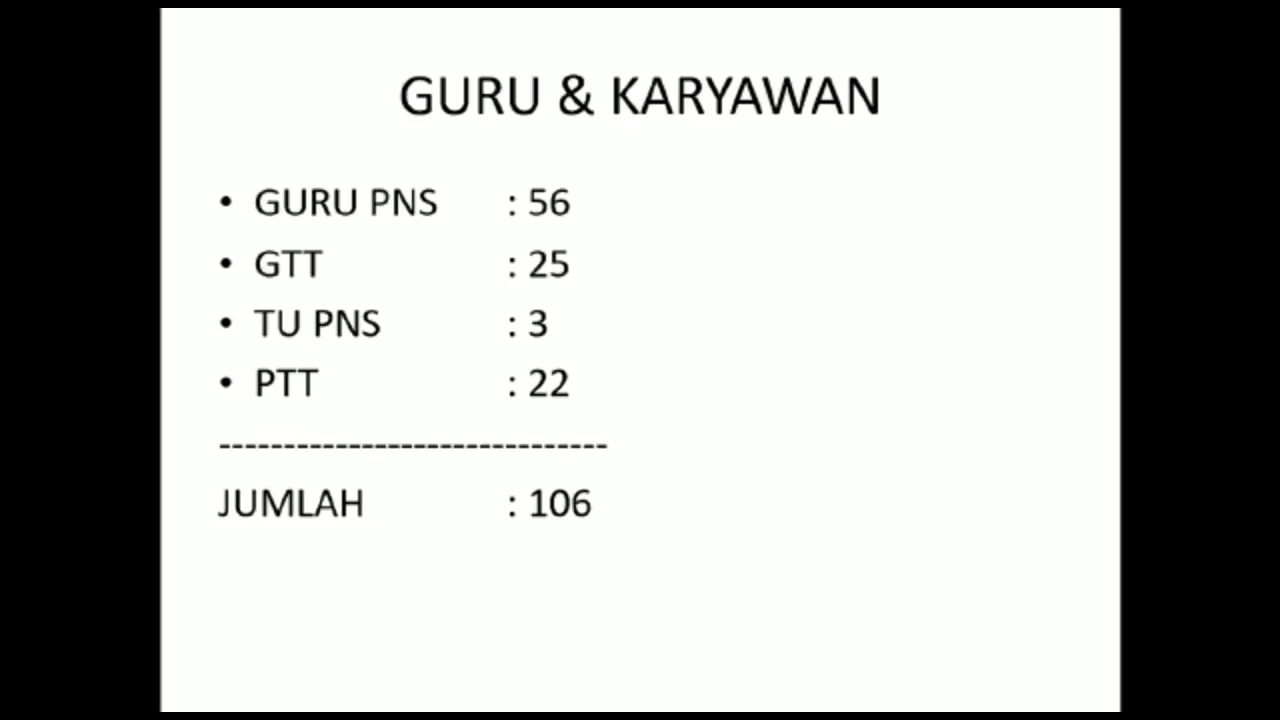 GURU & KARYAWAN
• GURU PNS : 56
• GTT : 25
• TU PNS : 3
• PTT : 22
------------------------------
JUMLAH : 106